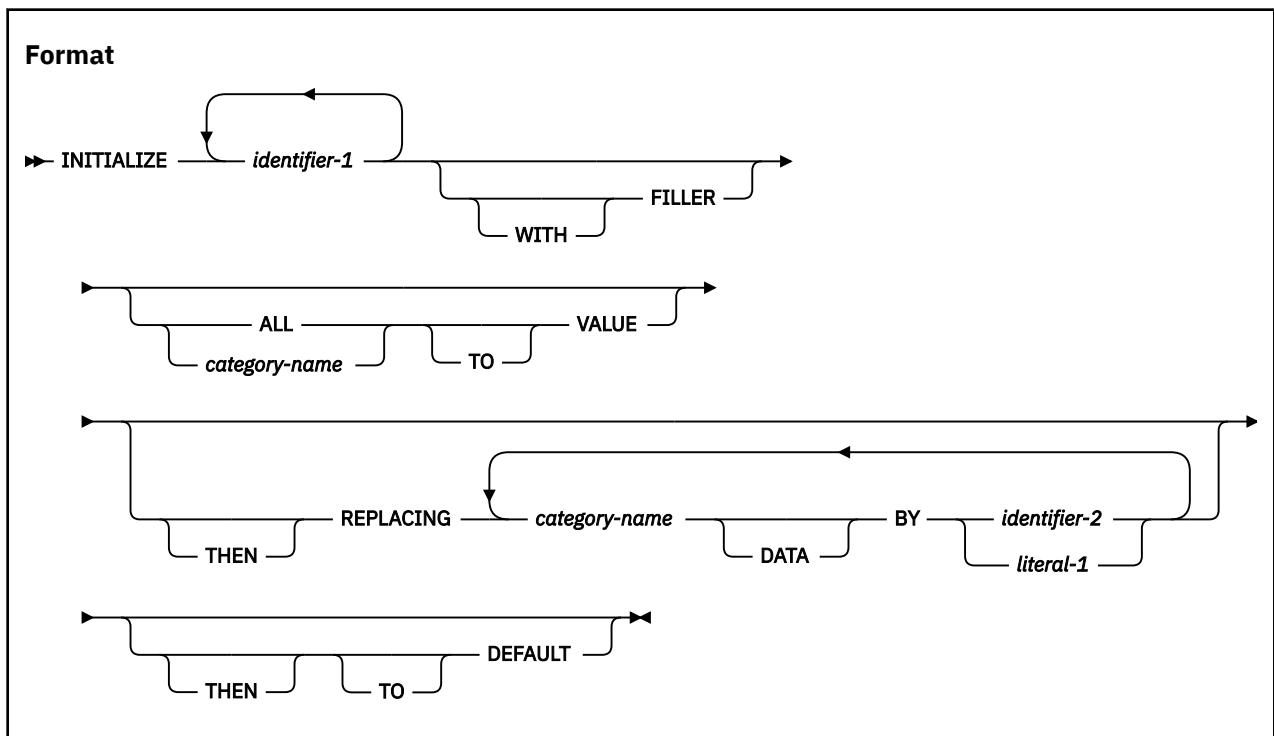 Format
INITIALIZE identifier-1
FILLER
WITH
ALL VALUE
category-name TO
REPLACING category-name BY identifier-2
THEN DATA literal-1
DEFAULT
THEN TO